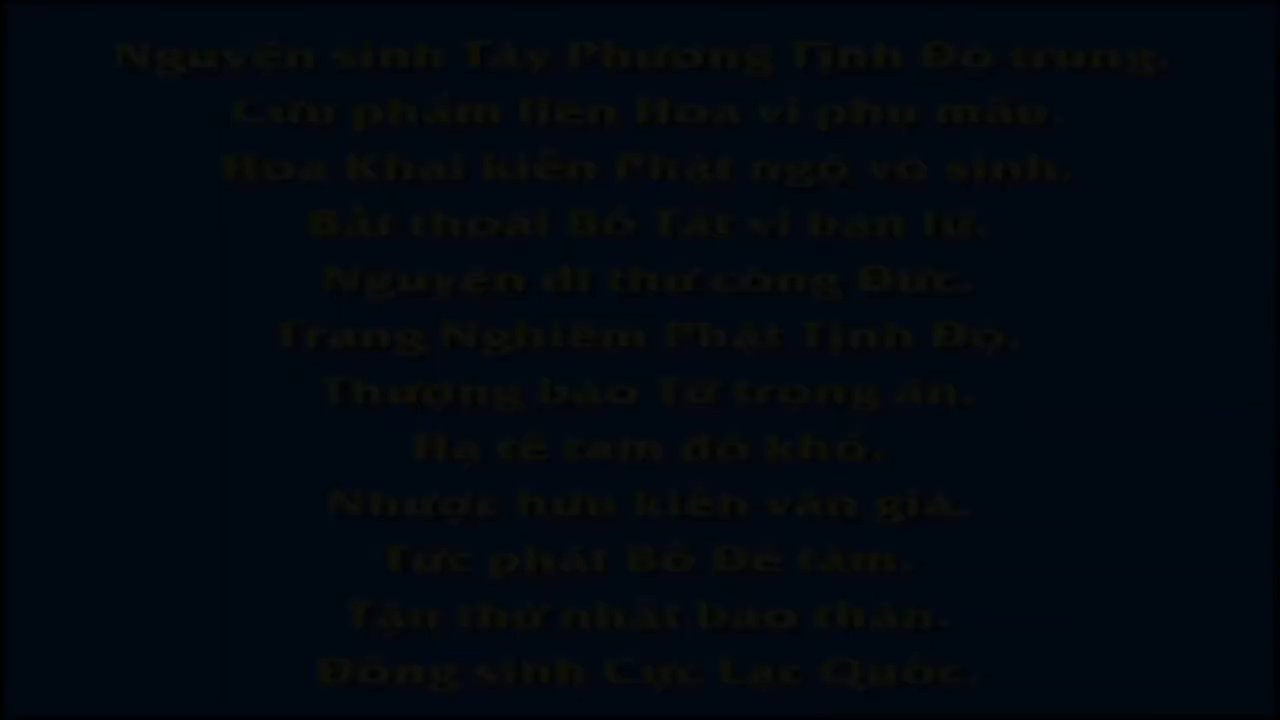 Nguyện sinh Tây Phương Tịnh Độ trung.
Cửu phẩm liên Hoa vi phụ mẫu.
Hoa Khai kiến Phật ngộ vô sinh.
Bất thoái Bồ Tát vi bạn lữ.
Nguyện dĩ thử công Đức.
Trang Nghiêm Phật Tịnh Độ.
Thượng báo Tứ trọng ân.
Hạ tế tam đồ khổ.
Nhược hữu kiến văn giả.
Tức phát Bồ Đề tâm.
Tận thử nhất báo thân.
Đồng sinh Cực Lạc Quốc.